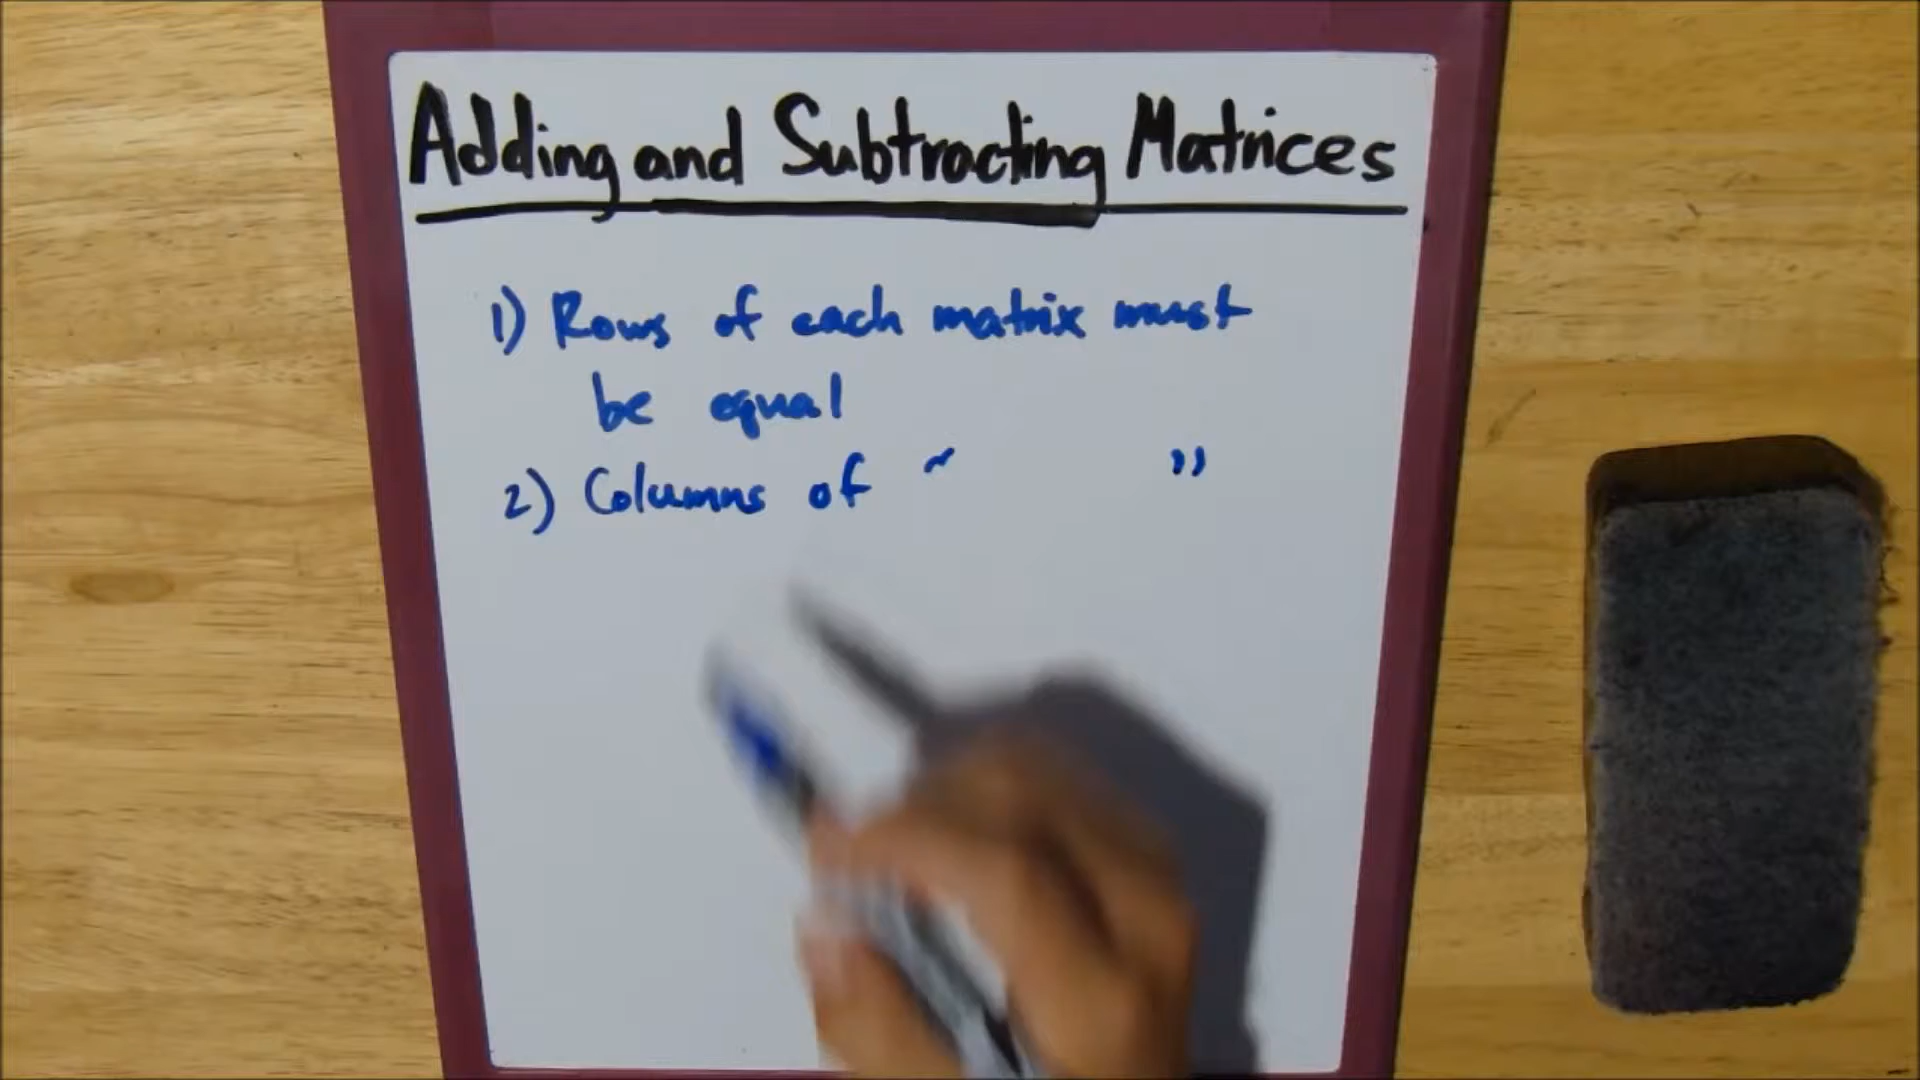 Adding and Subtracting Matrices
1) Rows of each matrix must
be equal
2) Columns of " "